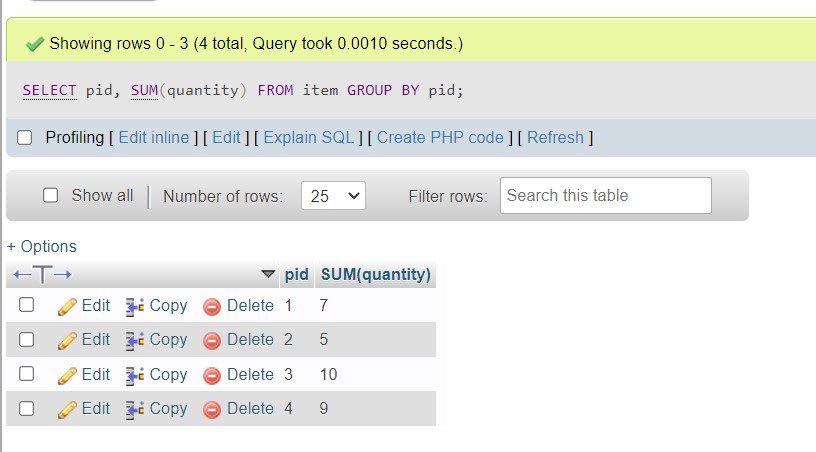 Showing rows 0 - 3 (4 total, Query took 0.0010 seconds.)
SELECT pid, SUM(quantity) FROM item GROUP BY pid;
Profiling [ Edit inline ] [ Edit ] [ Explain SQL ] [ Create PHP code ] [ Refresh ]
Show all | Number of rows: 25 Filter rows: Search this table
+ Options
←T→ pid SUM(quantity)
Edit Copy Delete 1 7
Edit Copy Delete 2 5
Edit Copy Delete 3 10
Edit Copy Delete 4 9